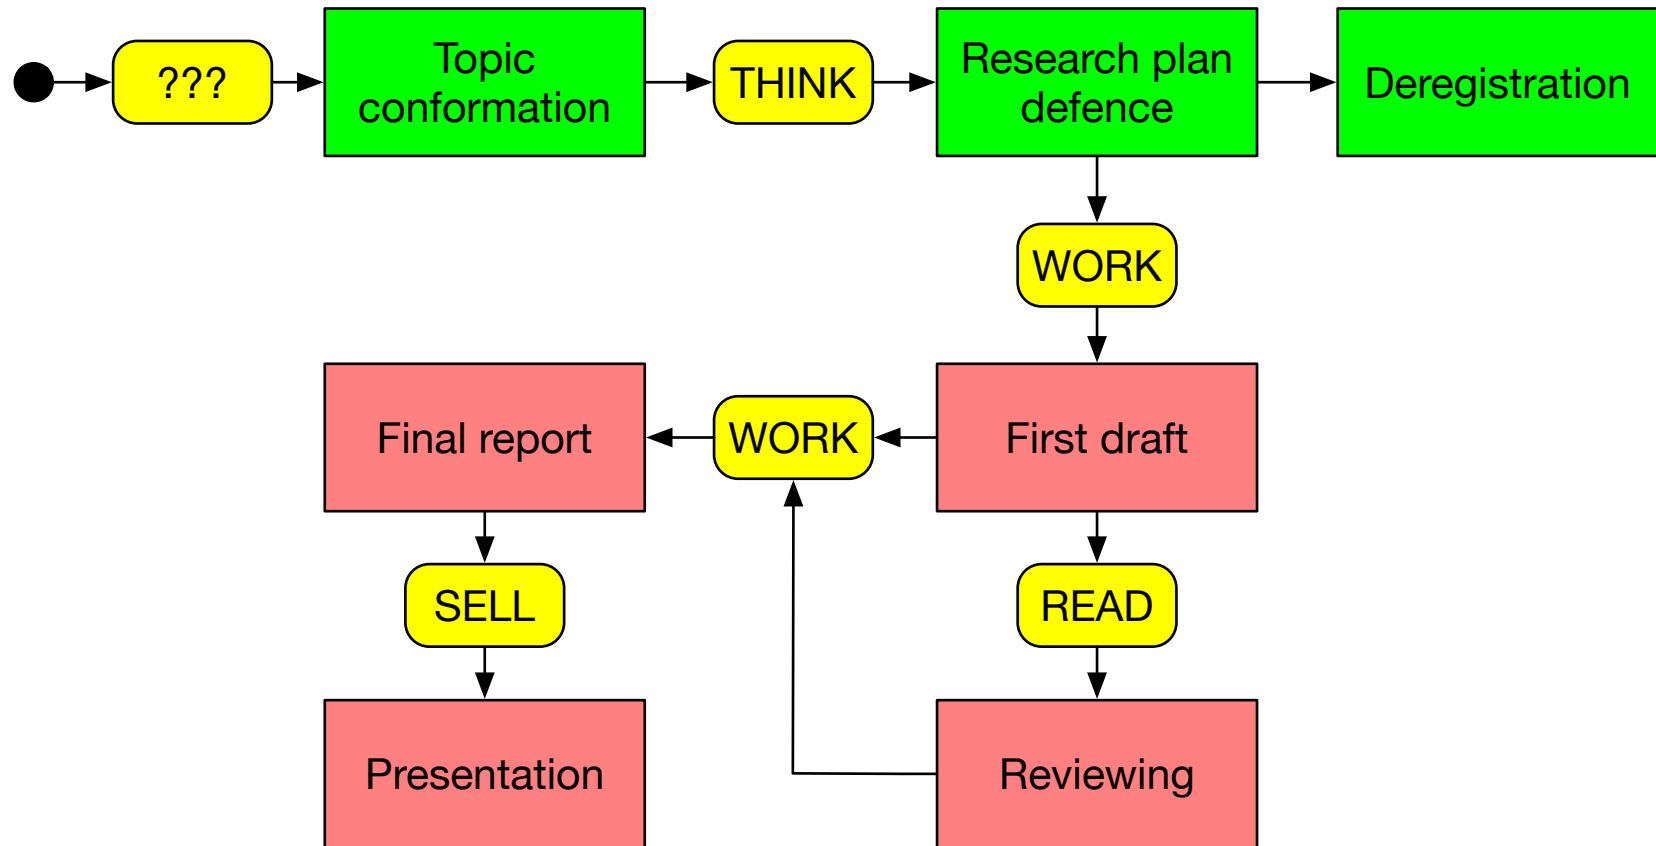 ???
Topic
conformation
THINK
Research plan
defence
Deregistration
WORK
Final report
WORK
First draft
SELL
READ
Presentation
Reviewing